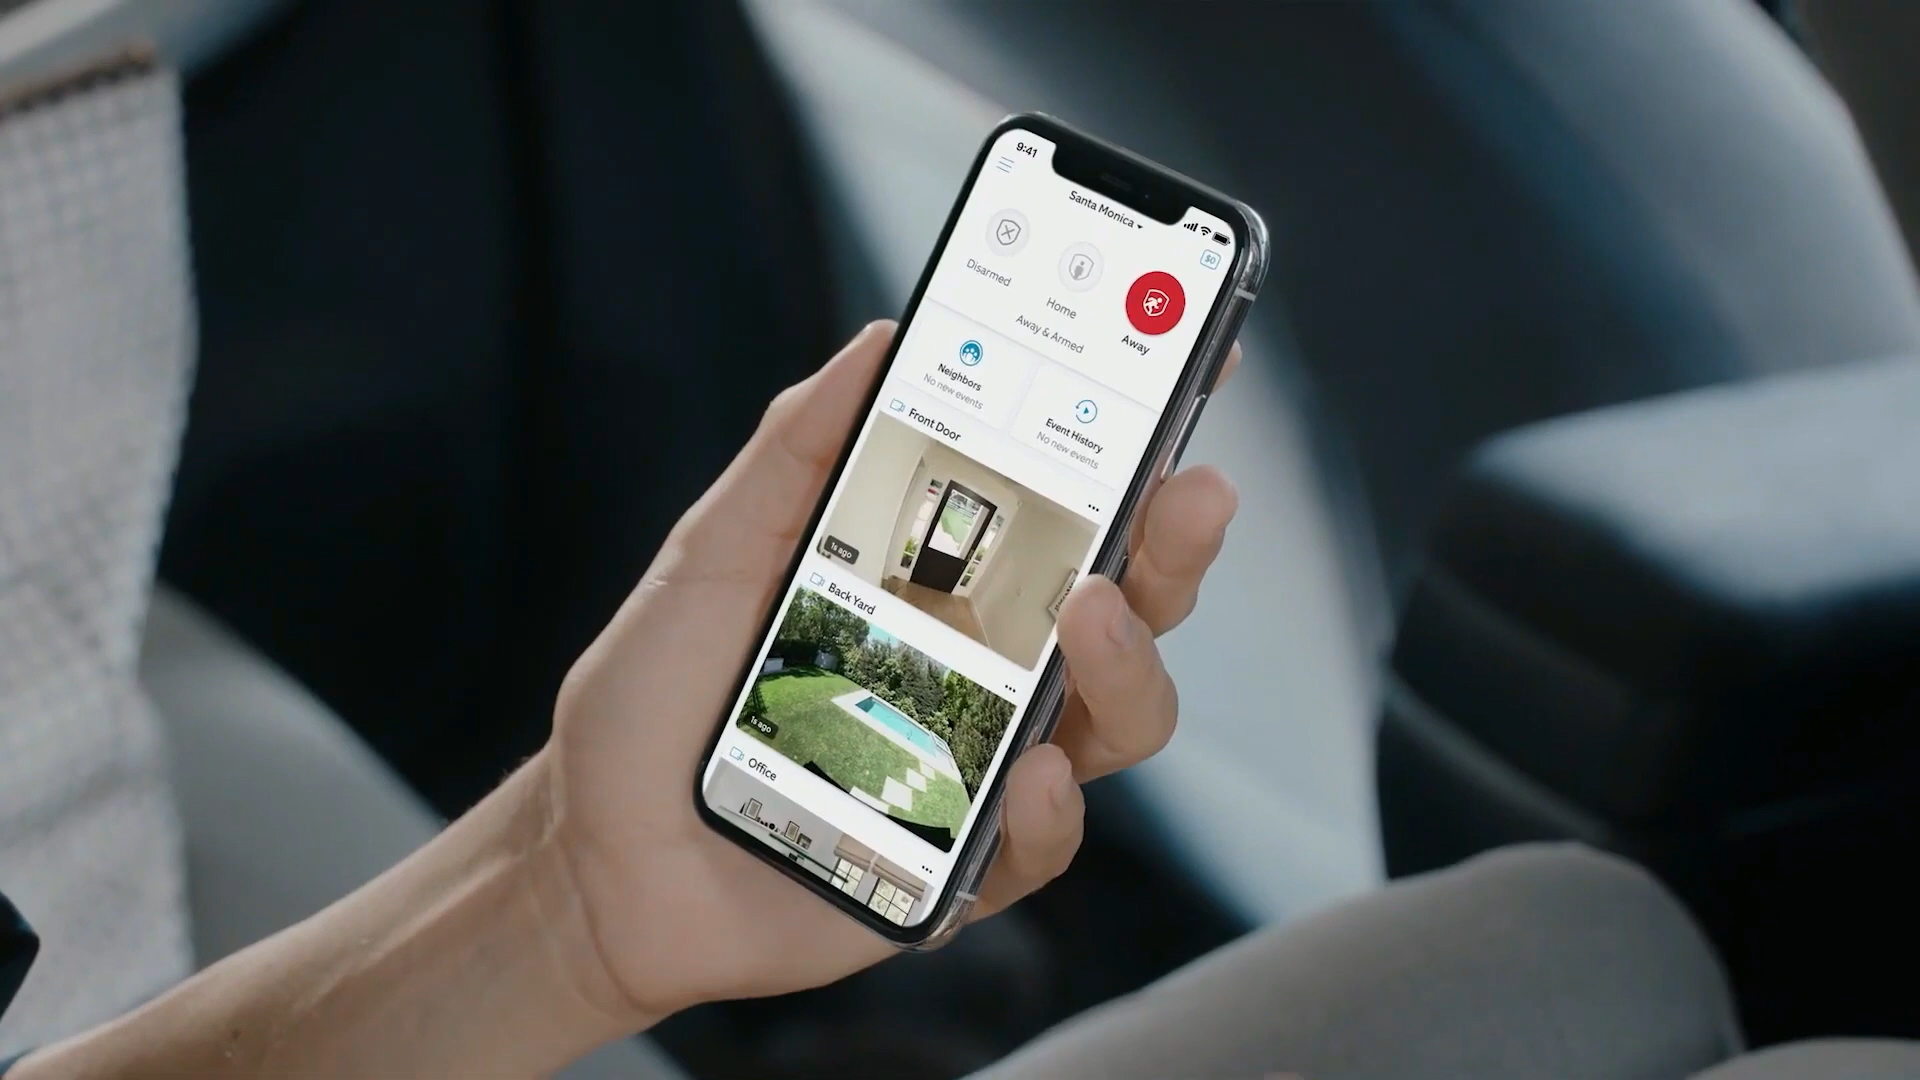 9:41
Santa Monica
Disarmed
Home
Away
Away & Armed
Neighbors
No new events
Event History
No new events
Front Door
1s ago
Back Yard
1s ago
Office